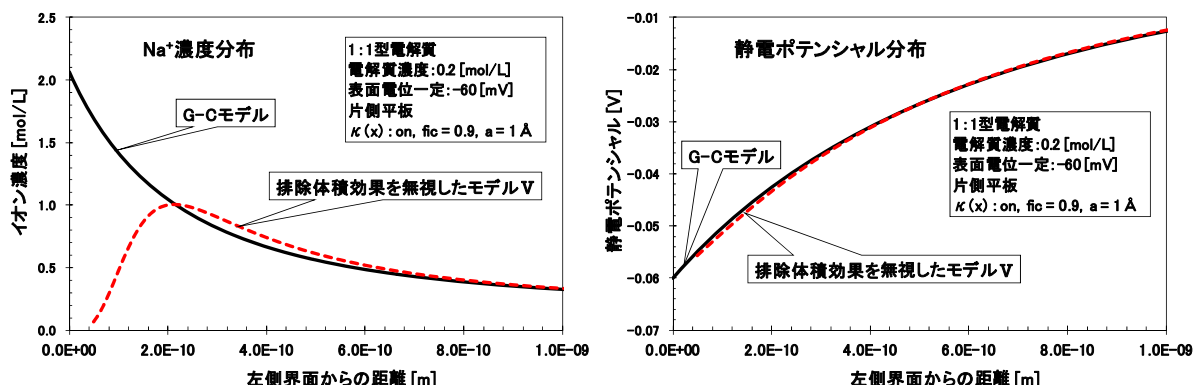 Na⁺濃度分布
1:1型電解質
電解質濃度:0.2[mol/L]
表面電位一定:-60[mV]
片側平板
κ(x):on, fic=0.9, a=1Å
G-Cモデル
排除体積効果を無視したモデルⅤ
イオン濃度[mol/L]
2.5
2.0
1.5
1.0
0.5
0.0
0.0E+00 2.0E-10 4.0E-10 6.0E-10 8.0E-10 1.0E-09
左側界面からの距離[m]
静電ポテンシャル分布
1:1型電解質
電解質濃度:0.2[mol/L]
表面電位一定:-60[mV]
片側平板
κ(x):on, fic=0.9, a=1Å
G-Cモデル
排除体積効果を無視したモデルⅤ
静電ポテンシャル[V]
-0.01
-0.02
-0.03
-0.04
-0.05
-0.06
-0.07
0.0E+00 2.0E-10 4.0E-10 6.0E-10 8.0E-10 1.0E-09
左側界面からの距離[m]